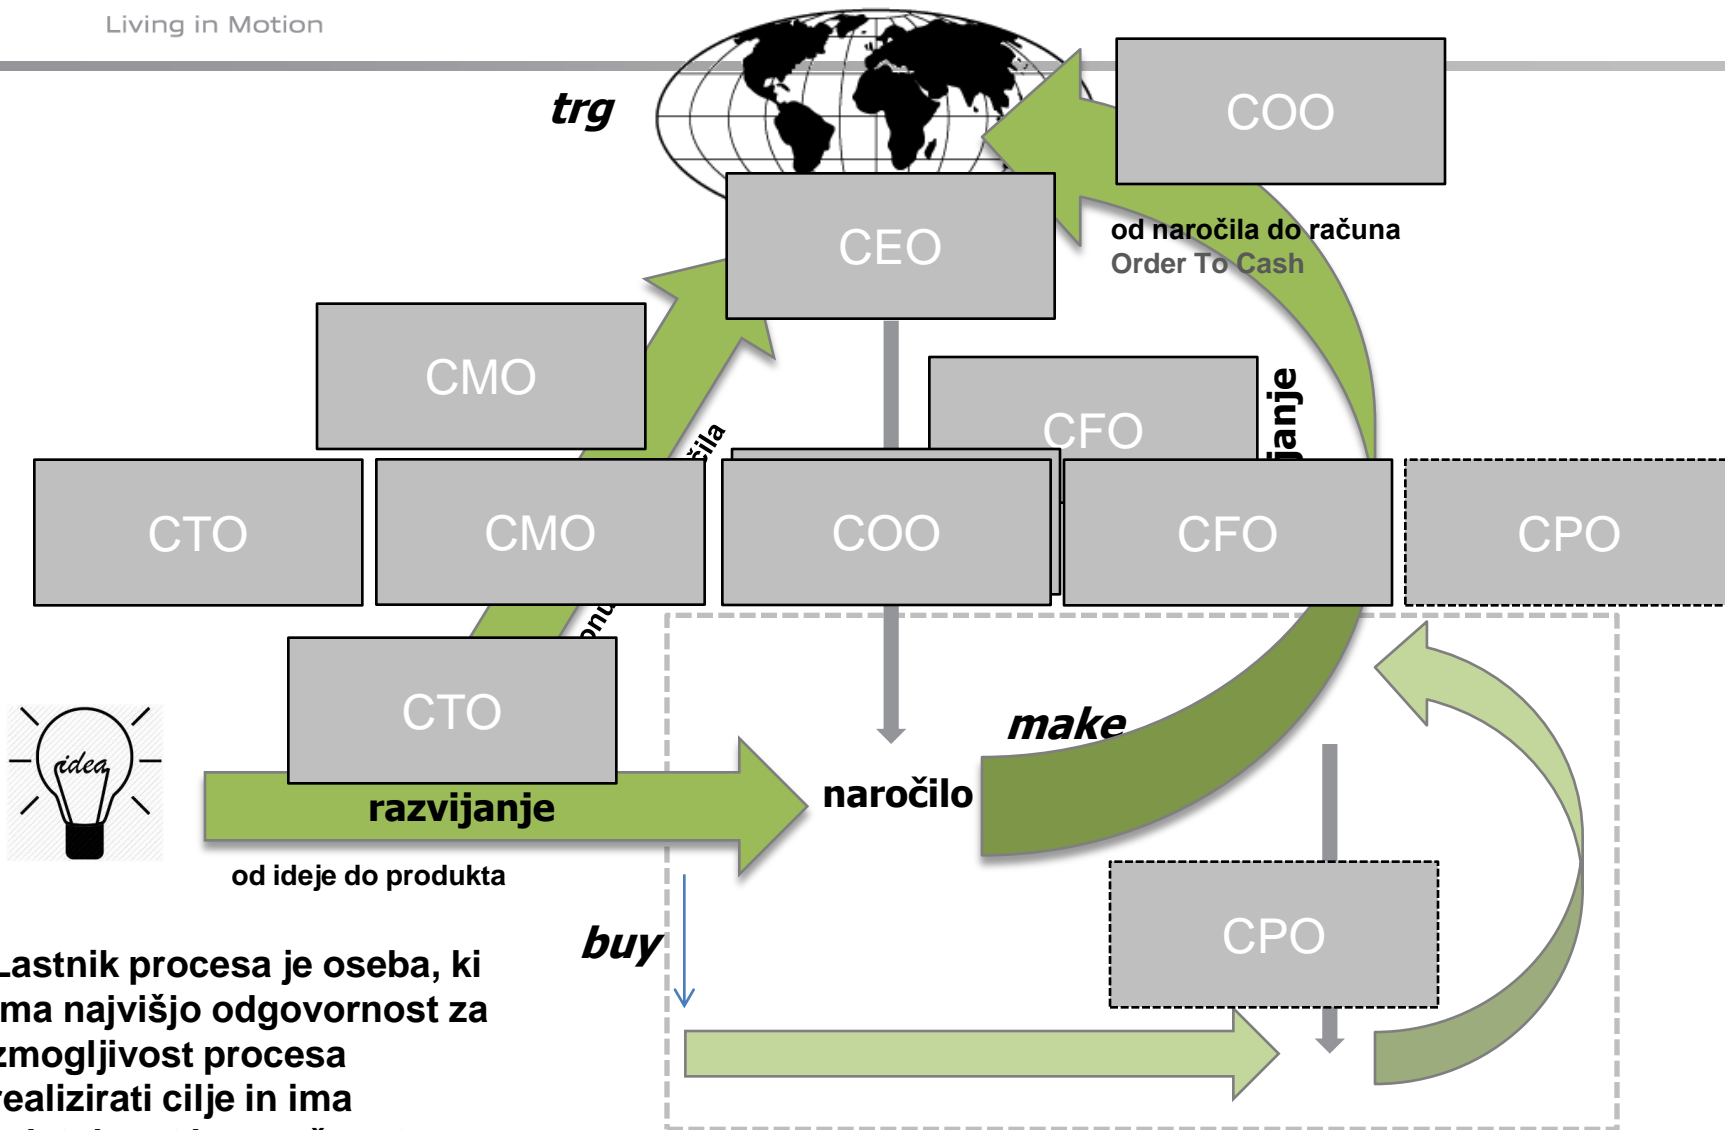 Living in Motion
trg
COO
CEO
od naročila do računa
Order To Cash
CMO
CFO
CTO
CMO
COO
CFO
CPO
CTO
idea
make
razvijanje
naročilo
od ideje do produkta
CPO
buy
Lastnik procesa je oseba, ki
ima najvišjo odgovornost za
zmogljivost procesa
realizirati cilje in ima